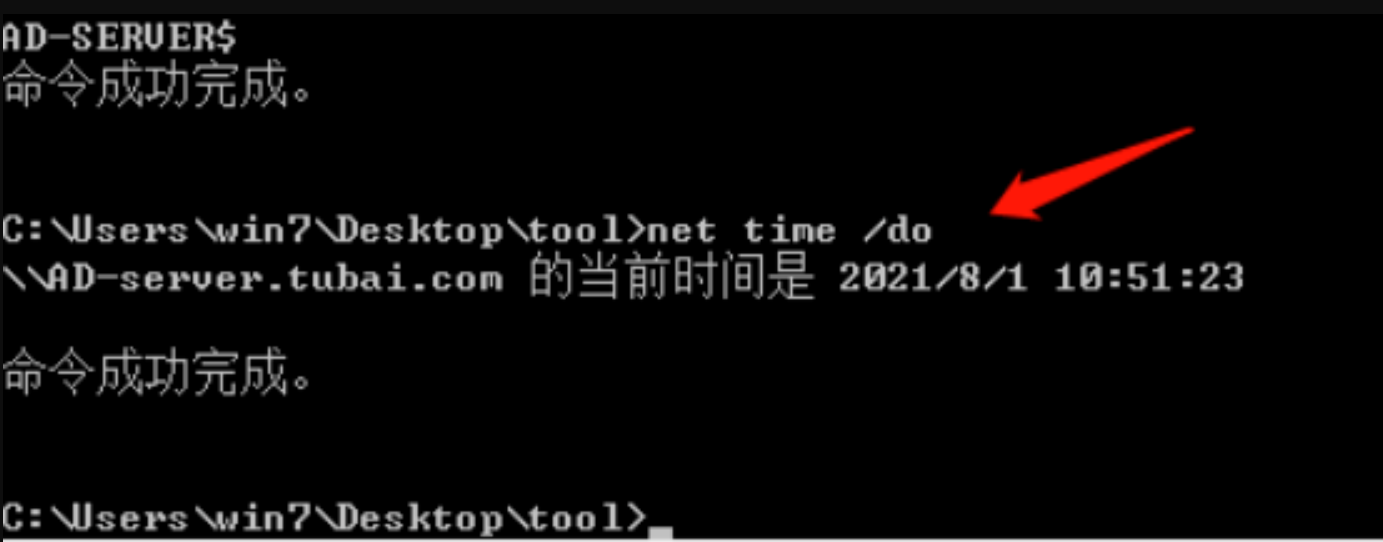 AD-SERVER$
命令成功完成。
C:\Users\win7\Desktop\tool>net time /do
\\AD-server.tubai.com 的当前时间是 2021/8/1 10:51:23
命令成功完成。
C:\Users\win7\Desktop\tool>